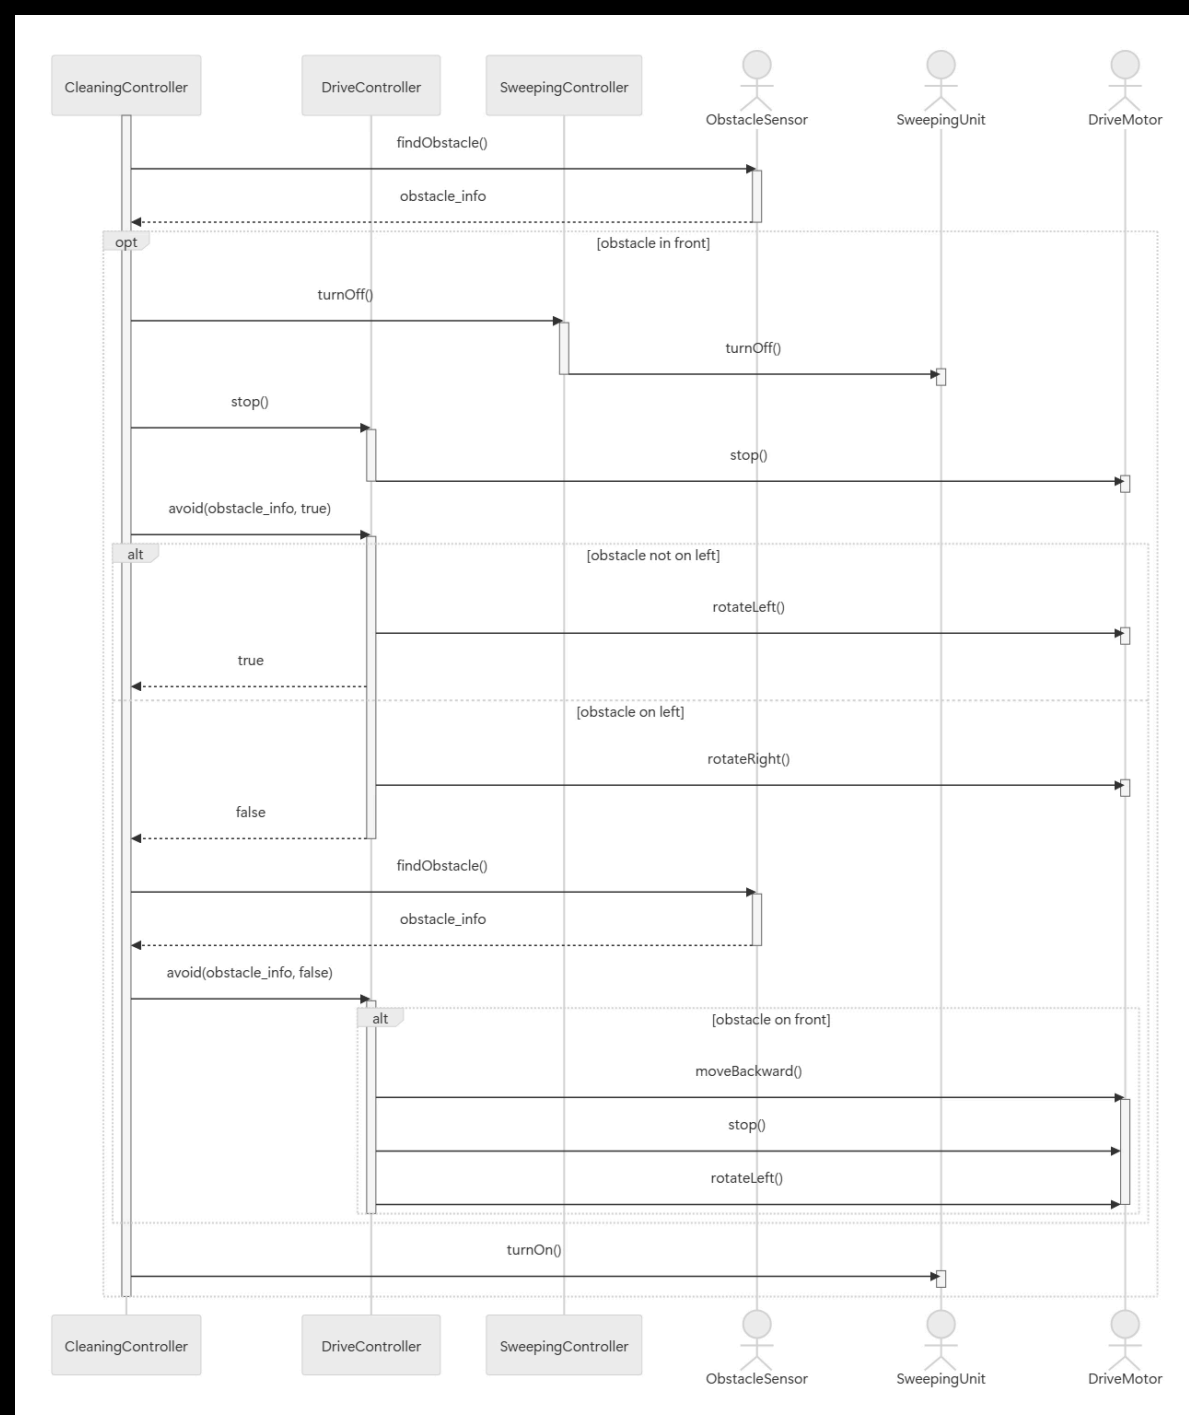 CleaningController
DriveController
SweepingController
ObstacleSensor
SweepingUnit
DriveMotor
findObstacle()
obstacle_info
opt
[obstacle in front]
turnOff()
turnOff()
stop()
stop()
avoid(obstacle_info, true)
alt
[obstacle not on left]
rotateLeft()
true
[obstacle on left]
rotateRight()
false
findObstacle()
obstacle_info
avoid(obstacle_info, false)
alt
[obstacle on front]
moveBackward()
stop()
rotateLeft()
turnOn()
CleaningController
DriveController
SweepingController
ObstacleSensor
SweepingUnit
DriveMotor